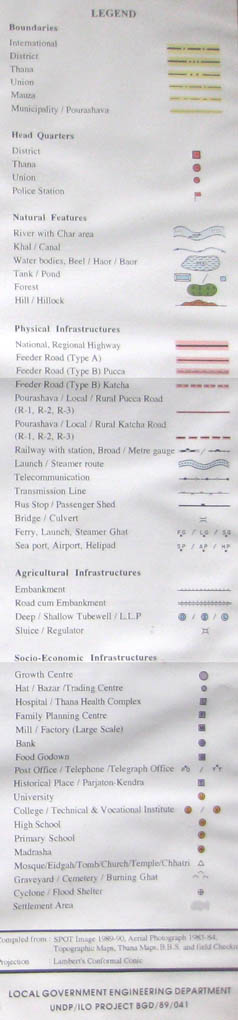 LEGEND
Boundaries
International
District
Thana
Union
Mauza
Municipality / Pourashava
Head Quarters
District
Thana
Union
Police Station
Natural Features
River with Char area
Khal / Canal
Water bodies, Beel / Haor / Baor
Tank / Pond
Forest
Hill / Hillock
Physical Infrastructures
National, Regional Highway
Feeder Road (Type A)
Feeder Road (Type B) Pucca
Feeder Road (Type B) Katcha
Pourashava / Local / Rural Pucca Road
(R-1, R-2, R-3)
Pourashava / Local / Rural Katcha Road
(R-1, R-2, R-3)
Railway with station, Broad / Metre gauge
Launch / Steamer route
Telecommunication
Transmission Line
Bus Stop / Passenger Shed
Bridge / Culvert
Ferry, Launch, Steamer Ghat F.G / L.G / S.G
Sea port, Airport, Helipad S.P / A.P / H.P
Agricultural Infrastructures
Embankment
Road cum Embankment
Deep / Shallow Tubewell / L.L.P
Sluice / Regulator
Socio-Economic Infrastructures
Growth Centre
Hat / Bazar / Trading Centre
Hospital / Thana Health Complex
Family Planning Centre
Mill / Factory (Large Scale)
Bank
Food Godown
Post Office / Telephone / Telegraph Office
Historical Place / Parjaton-Kendra
University
College / Technical & Vocational Institute
High School
Primary School
Madrasha
Mosque/Eidgah/Tomb/Church/Temple/Chhatri
Graveyard / Cemetery / Burning Ghat
Cyclone / Flood Shelter
Settlement Area
Compiled from : SPOT Image 1989-90, Aerial Photograph 1983-84,
Topographic Maps, Thana Maps, B.B.S. and field Checkin
Projection : Lambert's Conformal Conic
LOCAL GOVERNMENT ENGINEERING DEPARTMENT
UNDP/ILO PROJECT BGD/89/041